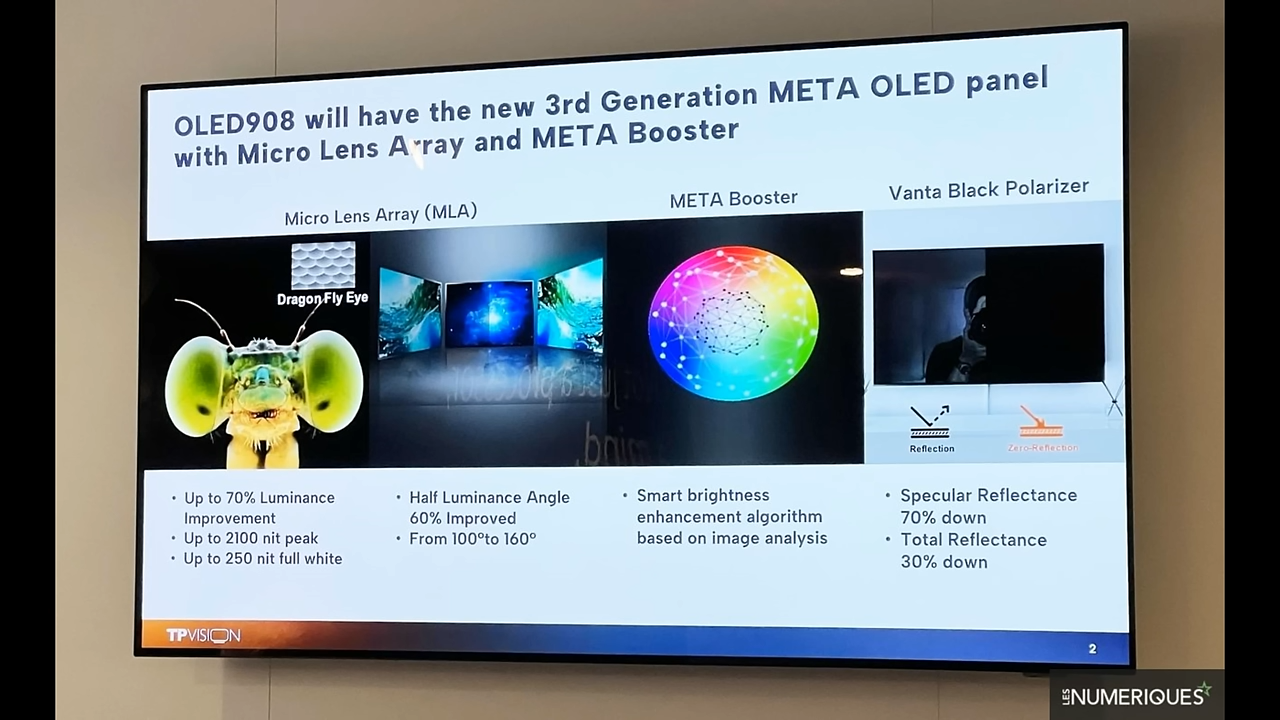 OLED908 will have the new 3rd Generation META OLED panel
with Micro Lens Array and META Booster
Micro Lens Array (MLA)
META Booster
Vanta Black Polarizer
Dragon Fly Eye
Reflection
Zero-Reflection
• Up to 70% Luminance
Improvement
• Up to 2100 nit peak
• Up to 250 nit full white
• Half Luminance Angle
60% Improved
• From 100°to 160°
• Smart brightness
enhancement algorithm
based on image analysis
• Specular Reflectance
70% down
• Total Reflectance
30% down
TPVISION
2
LES NUMERIQUES